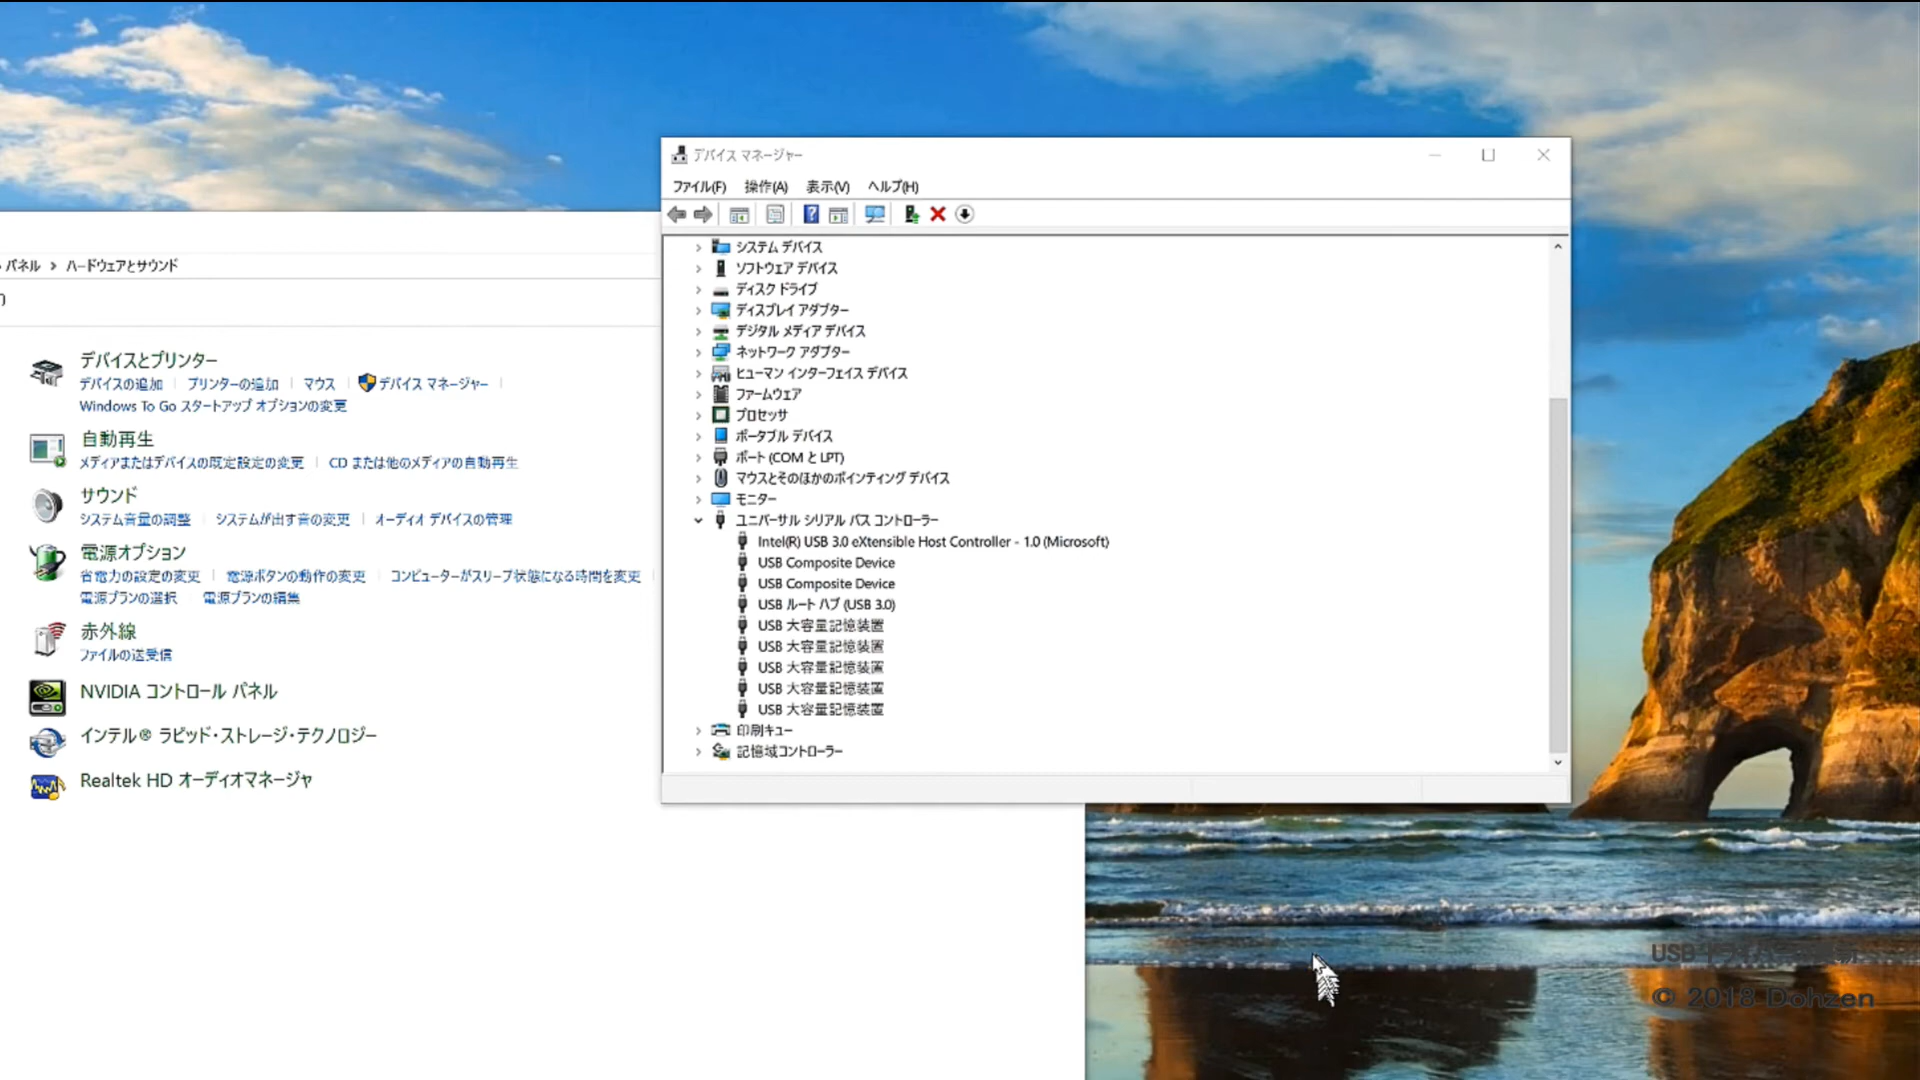 パネル > ハードウェアとサウンド
デバイスとプリンター
デバイスの追加 | プリンターの追加 | マウス | デバイス マネージャー |
Windows To Go スタートアップ オプションの変更
自動再生
メディアまたはデバイスの既定設定の変更 | CD または他のメディアの自動再生
サウンド
システム音量の調整 | システムが出す音の変更 | オーディオ デバイスの管理
電源オプション
省電力の設定の変更 | 電源ボタンの動作の変更 | コンピューターがスリープ状態になる時間を変更 |
電源プランの選択 | 電源プランの編集
赤外線
ファイルの送受信
NVIDIA コントロール パネル
インテル® ラピッド・ストレージ・テクノロジー
Realtek HD オーディオマネージャ
デバイス マネージャー
ファイル(F) 操作(A) 表示(V) ヘルプ(H)
システム デバイス
ソフトウェア デバイス
ディスク ドライブ
ディスプレイ アダプター
デジタル メディア デバイス
ネットワーク アダプター
ヒューマン インターフェイス デバイス
ファームウェア
プロセッサ
ポータブル デバイス
ポート (COM と LPT)
マウスとそのほかのポインティング デバイス
モニター
ユニバーサル シリアル バス コントローラー
Intel(R) USB 3.0 eXtensible Host Controller - 1.0 (Microsoft)
USB Composite Device
USB Composite Device
USB ルート ハブ (USB 3.0)
USB 大容量記憶装置
USB 大容量記憶装置
USB 大容量記憶装置
USB 大容量記憶装置
USB 大容量記憶装置
印刷キュー
記憶域コントローラー
© 2018 Dohzen